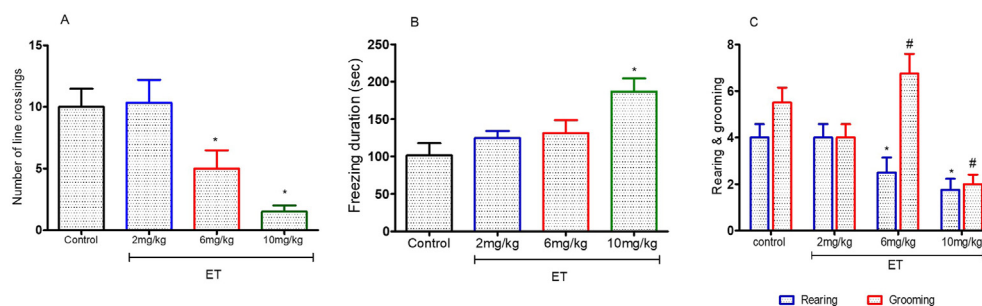 A
Number of line crossings
15
10
5
0
*
*
Control
2mg/kg
6mg/kg
10mg/kg
ET
B
Freezing duration (sec)
250
200
150
100
50
0
*
Control
2mg/kg
6mg/kg
10mg/kg
ET
C
Rearing & grooming
8
6
4
2
0
#
*
*
#
control
2mg/kg
6mg/kg
10mg/kg
ET
Rearing
Grooming